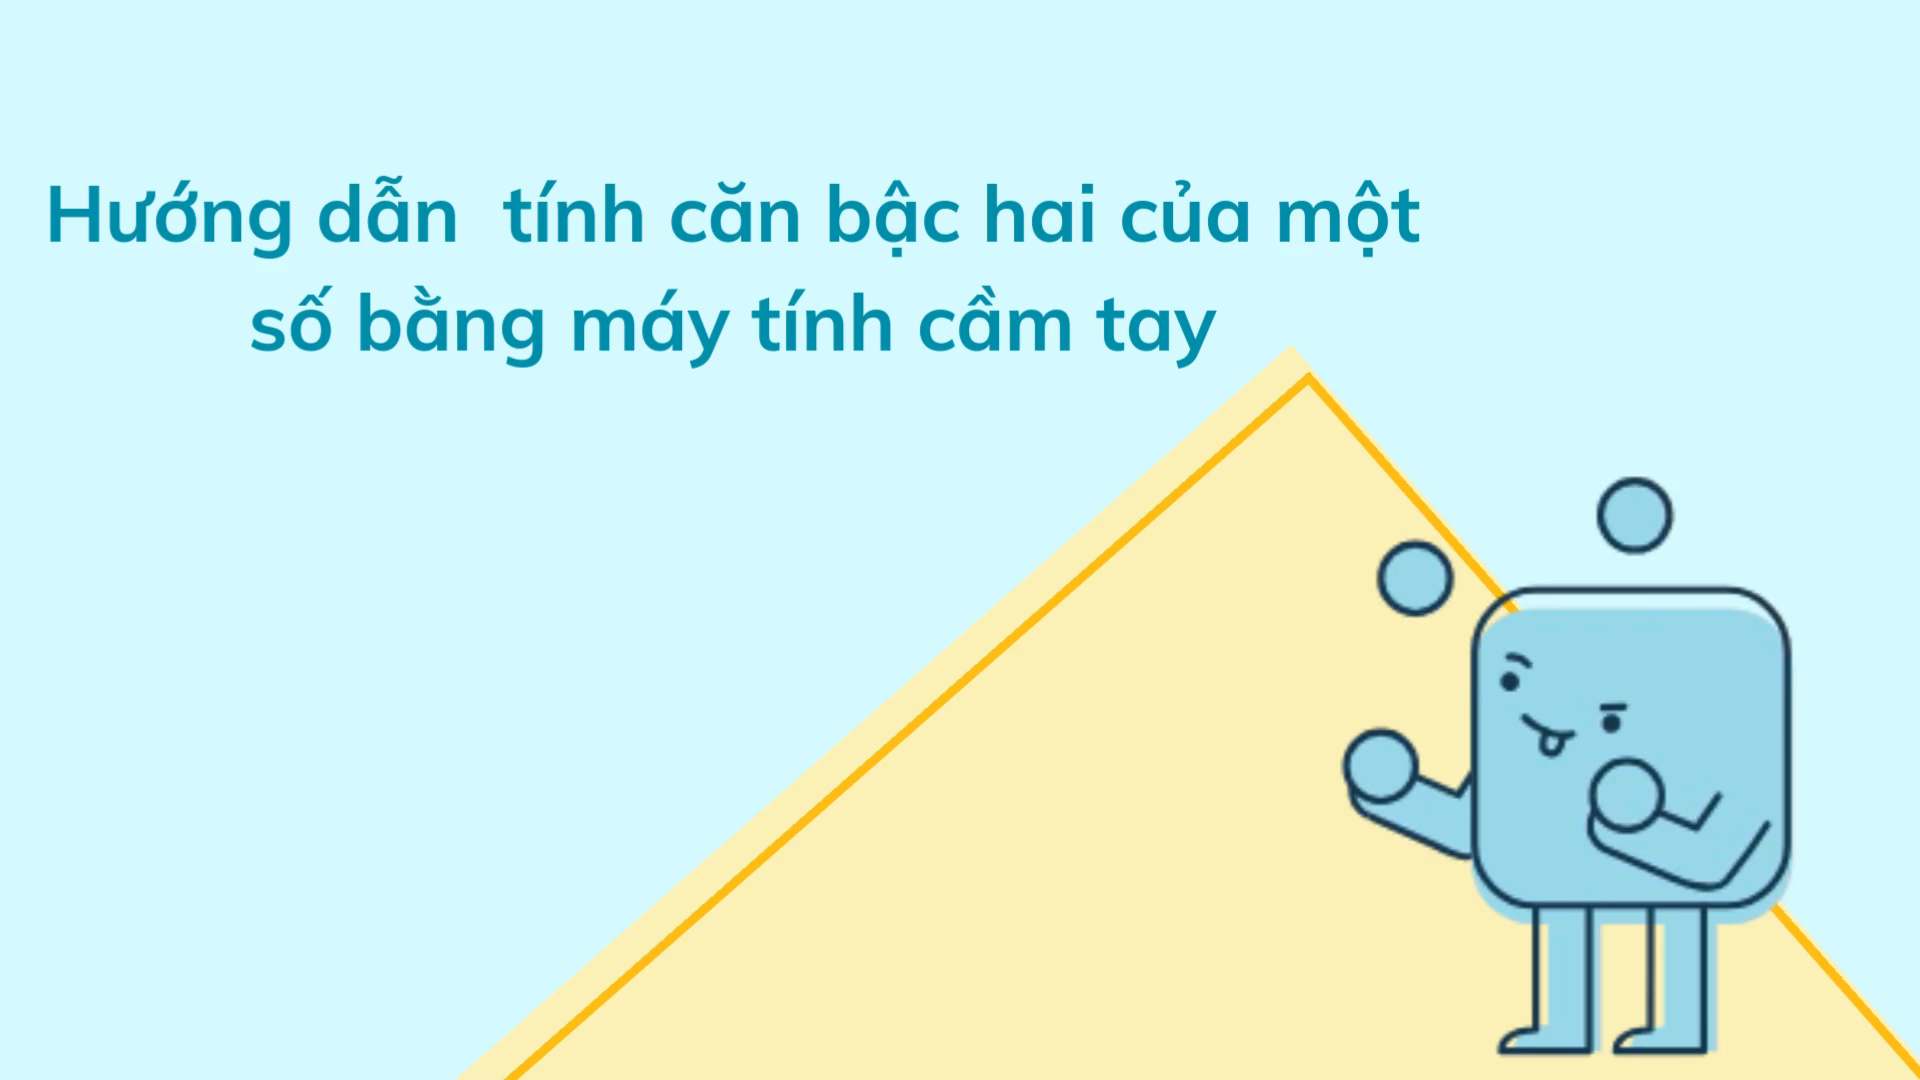 Hướng dẫn  tính căn bậc hai của một
số bằng máy tính cầm tay